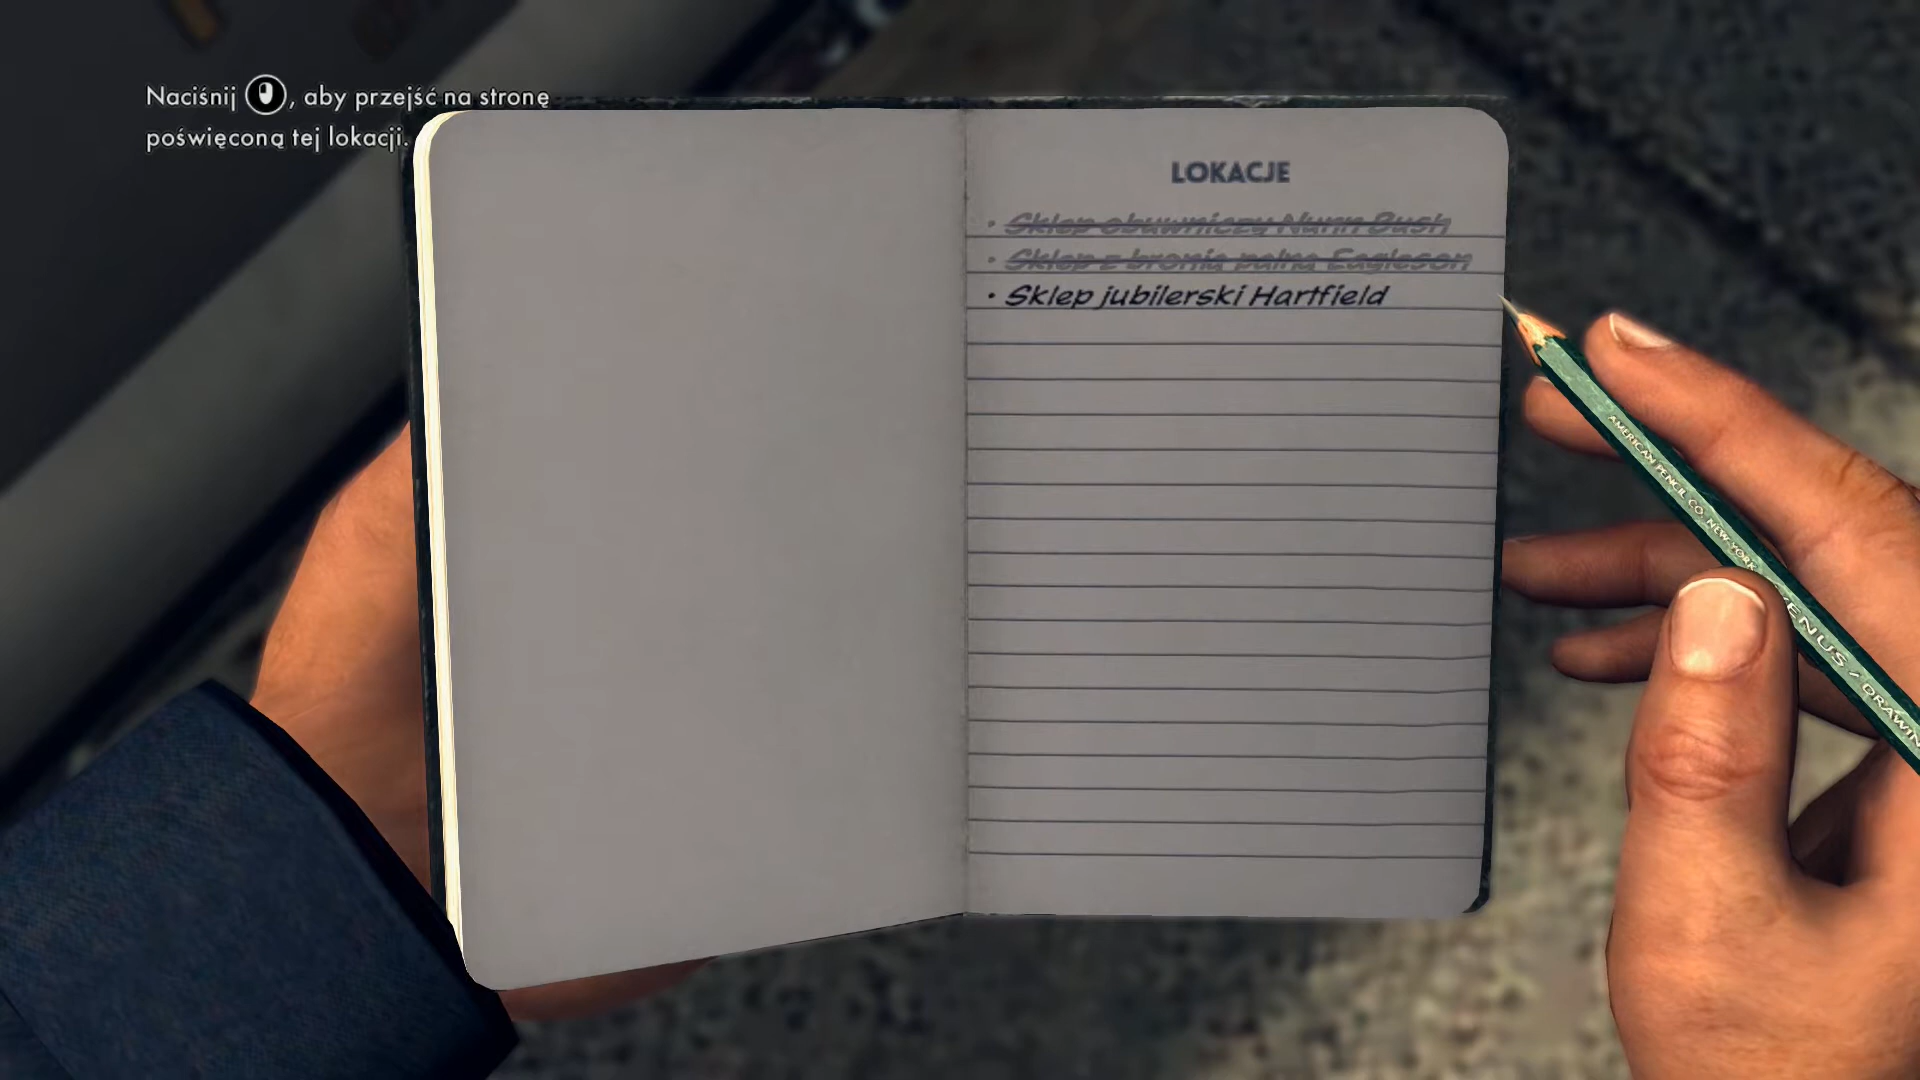 Naciśnij , aby przejść na stronę
poświęconą tej lokacji.
LOKACJE
• Sklep obuwniczy Nunn Bush
• Sklep z bronią palną Eagleson
• Sklep jubilerski Hartfield
AMERICAN PENCIL CO. NEW-YORK VENUS / DRAWIN